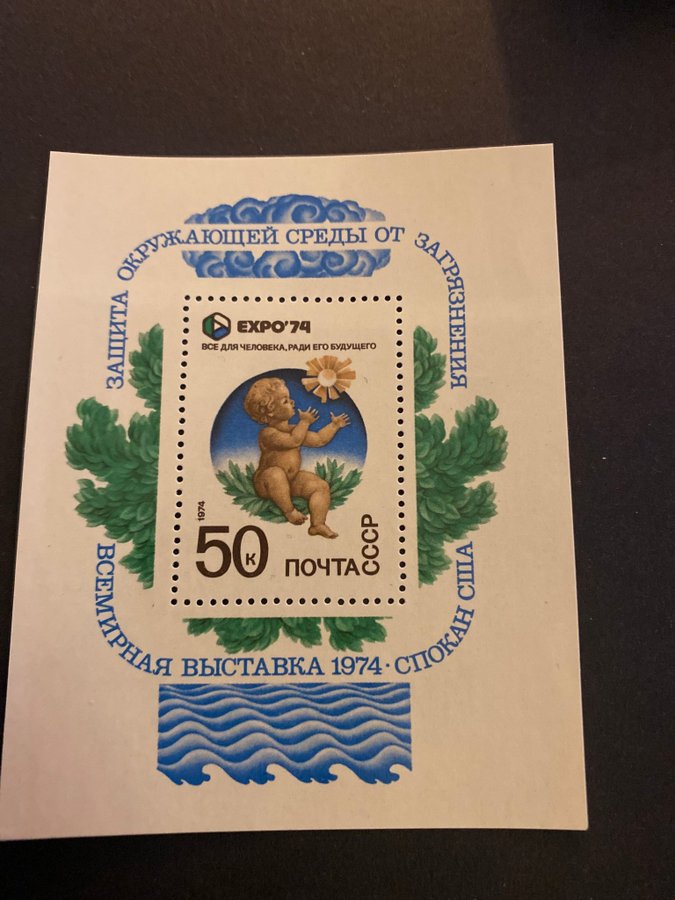 ЗАЩИТА ОКРУЖАЮЩЕЙ СРЕДЫ ОТ ЗАГРЯЗНЕНИЯ
EXPO'74
ВСЕ ДЛЯ ЧЕЛОВЕКА, РАДИ ЕГО БУДУЩЕГО
1974
50 К
ПОЧТА СССР
ВСЕМИРНАЯ ВЫСТАВКА 1974 · СПОКАН США